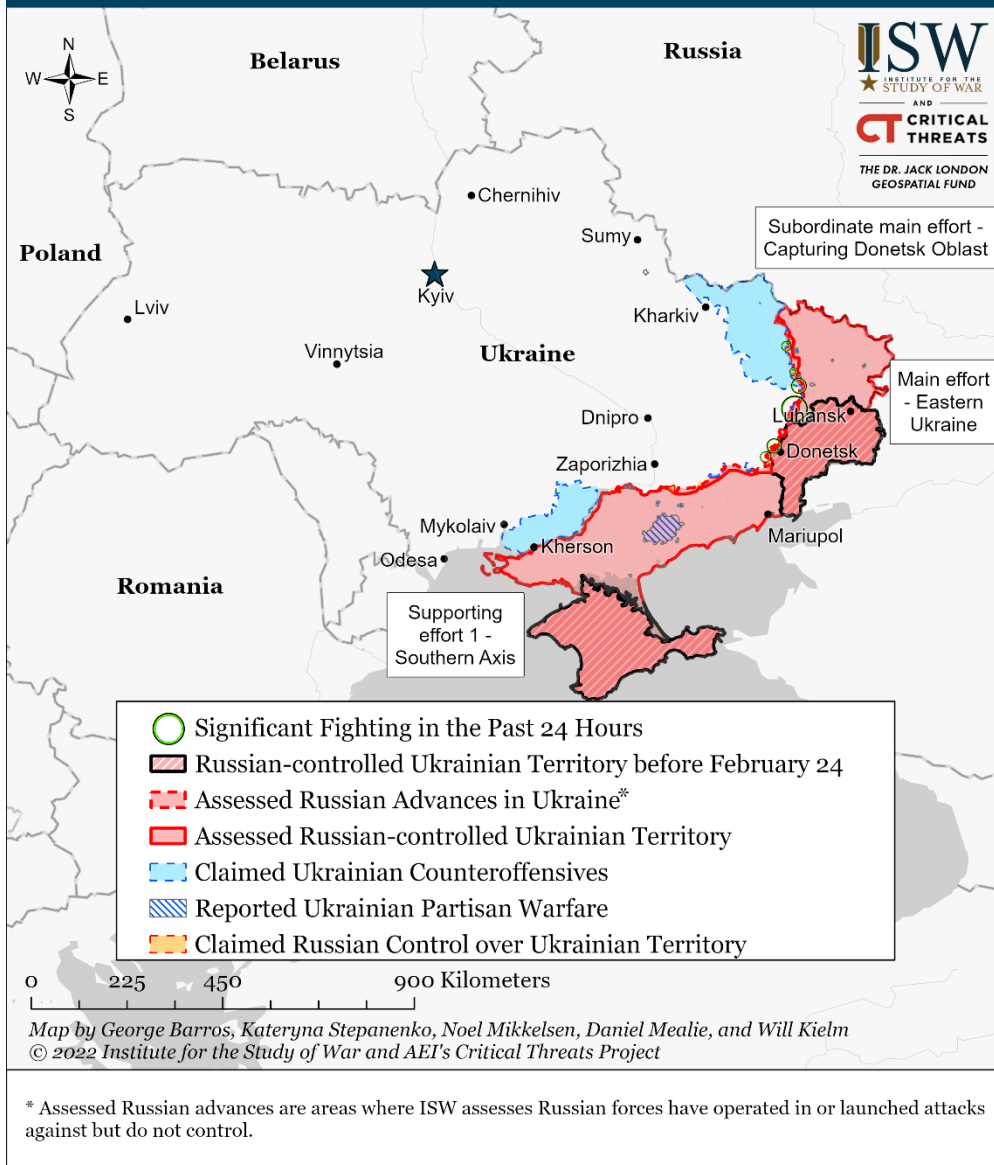 N
W E
S
Belarus
Russia
ISW
INSTITUTE FOR THE
STUDY OF WAR
AND
CT CRITICAL
THREATS
THE DR. JACK LONDON
GEOSPATIAL FUND
Chernihiv
Sumy
Subordinate main effort -
Capturing Donetsk Oblast
Poland
Kyiv
Lviv
Kharkiv
Vinnytsia
Ukraine
Main effort
- Eastern
Ukraine
Luhansk
Dnipro
Donetsk
Zaporizhia
Mykolaiv
Mariupol
Kherson
Odesa
Romania
Supporting
effort 1 -
Southern Axis
Significant Fighting in the Past 24 Hours
Russian-controlled Ukrainian Territory before February 24
Assessed Russian Advances in Ukraine*
Assessed Russian-controlled Ukrainian Territory
Claimed Ukrainian Counteroffensives
Reported Ukrainian Partisan Warfare
Claimed Russian Control over Ukrainian Territory
0 225 450 900 Kilometers
Map by George Barros, Kateryna Stepanenko, Noel Mikkelsen, Daniel Mealie, and Will Kielm
© 2022 Institute for the Study of War and AEI's Critical Threats Project
* Assessed Russian advances are areas where ISW assesses Russian forces have operated in or launched attacks
against but do not control.